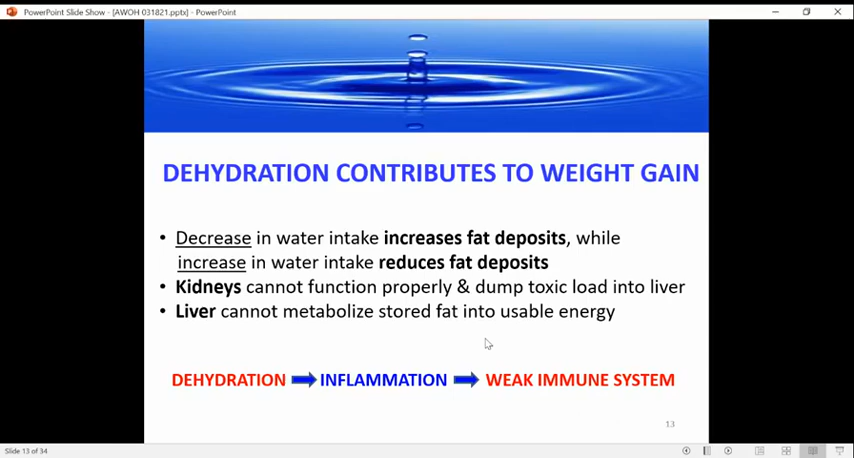 PowerPoint Slide Show - [AWOH 031821.pptx] - PowerPoint
DEHYDRATION CONTRIBUTES TO WEIGHT GAIN
• Decrease in water intake increases fat deposits, while
increase in water intake reduces fat deposits
• Kidneys cannot function properly & dump toxic load into liver
• Liver cannot metabolize stored fat into usable energy
DEHYDRATION INFLAMMATION WEAK IMMUNE SYSTEM
13
Slide 13 of 34